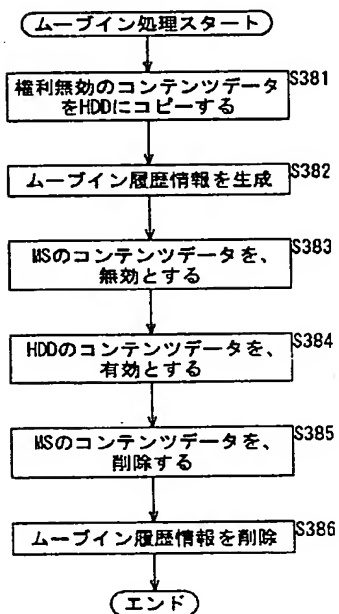 ムーブイン処理スタート
権利無効のコンテンツデータ
をHDDにコピーする
S381
ムーブイン履歴情報を生成
S382
MSのコンテンツデータを、
無効とする
S383
HDDのコンテンツデータを、
有効とする
S384
MSのコンテンツデータを、
削除する
S385
ムーブイン履歴情報を削除
S386
エンド